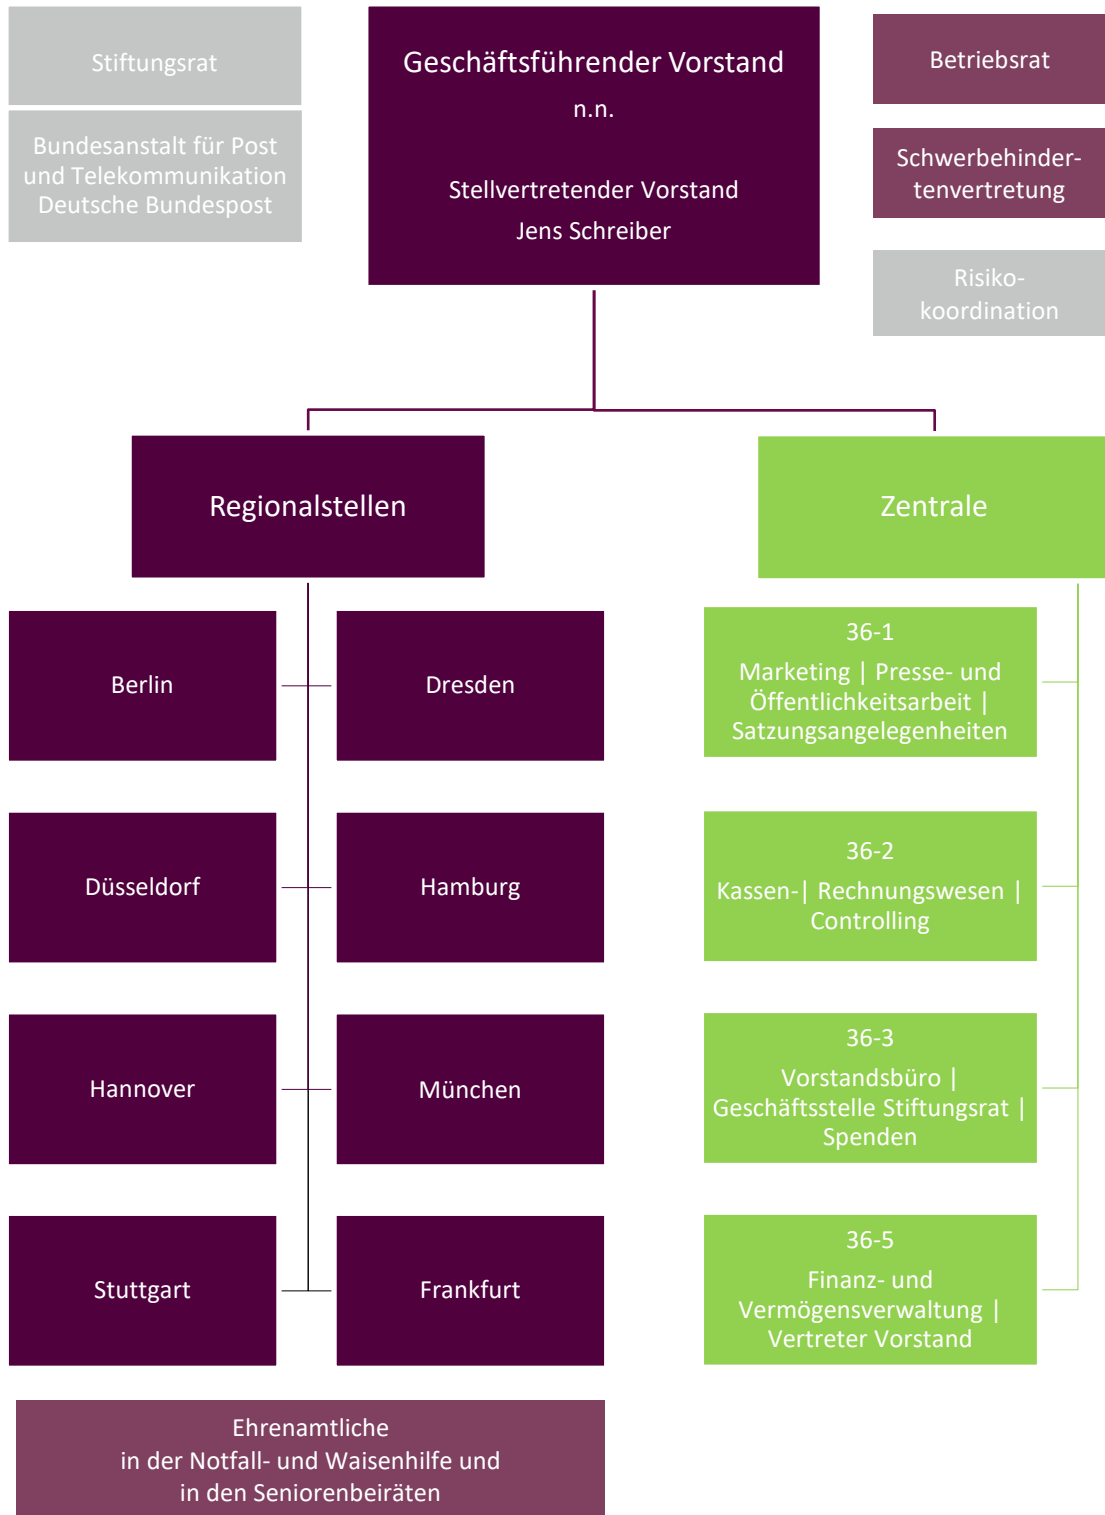 Stiftungsrat
Bundesanstalt für Post
und Telekommunikation
Deutsche Bundespost
Geschäftsführender Vorstand
n.n.
Stellvertretender Vorstand
Jens Schreiber
Betriebsrat
Schwerbehinder-
tenvertretung
Risiko-
koordination
Regionalstellen
Zentrale
Berlin
Dresden
Düsseldorf
Hamburg
Hannover
München
Stuttgart
Frankfurt
36-1
Marketing | Presse- und
Öffentlichkeitsarbeit |
Satzungsangelegenheiten
36-2
Kassen-| Rechnungswesen |
Controlling
36-3
Vorstandsbüro |
Geschäftsstelle Stiftungsrat |
Spenden
36-5
Finanz- und
Vermögensverwaltung |
Vertreter Vorstand
Ehrenamtliche
in der Notfall- und Waisenhilfe und
in den Seniorenbeiräten